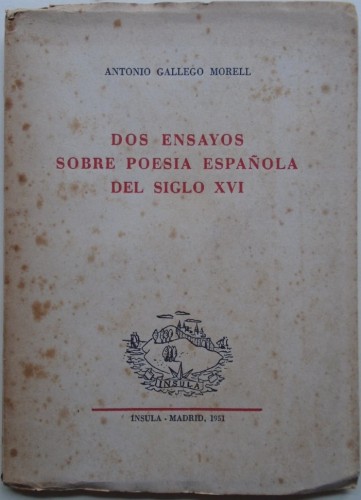 ANTONIO GALLEGO MORELL
DOS ENSAYOS
SOBRE POESIA ESPAÑOLA
DEL SIGLO XVI
INSULA
INSULA - MADRID, 1951